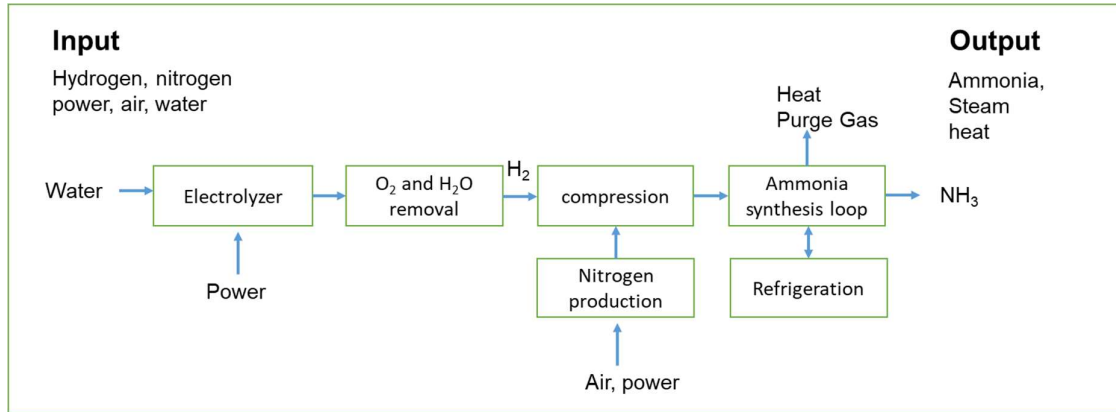 Input
Hydrogen, nitrogen
power, air, water
Output
Ammonia,
Steam
heat
Heat
Purge Gas
Water
Electrolyzer
O₂ and H₂O
removal
H₂
compression
Ammonia
synthesis loop
NH₃
Power
Nitrogen
production
Refrigeration
Air, power